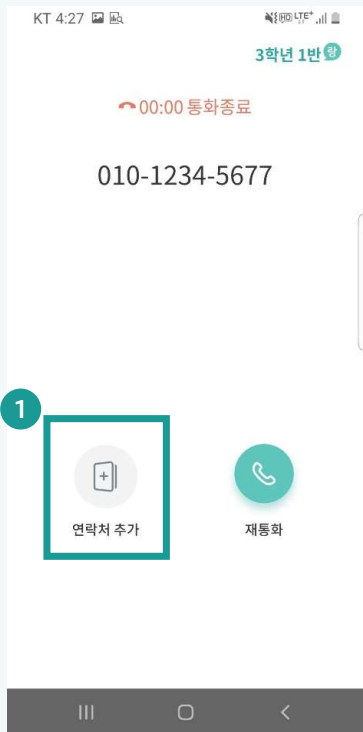 KT 4:27 LTE+
3학년 1반 랑
00:00 통화종료
010-1234-5677
1
연락처 추가
재통화